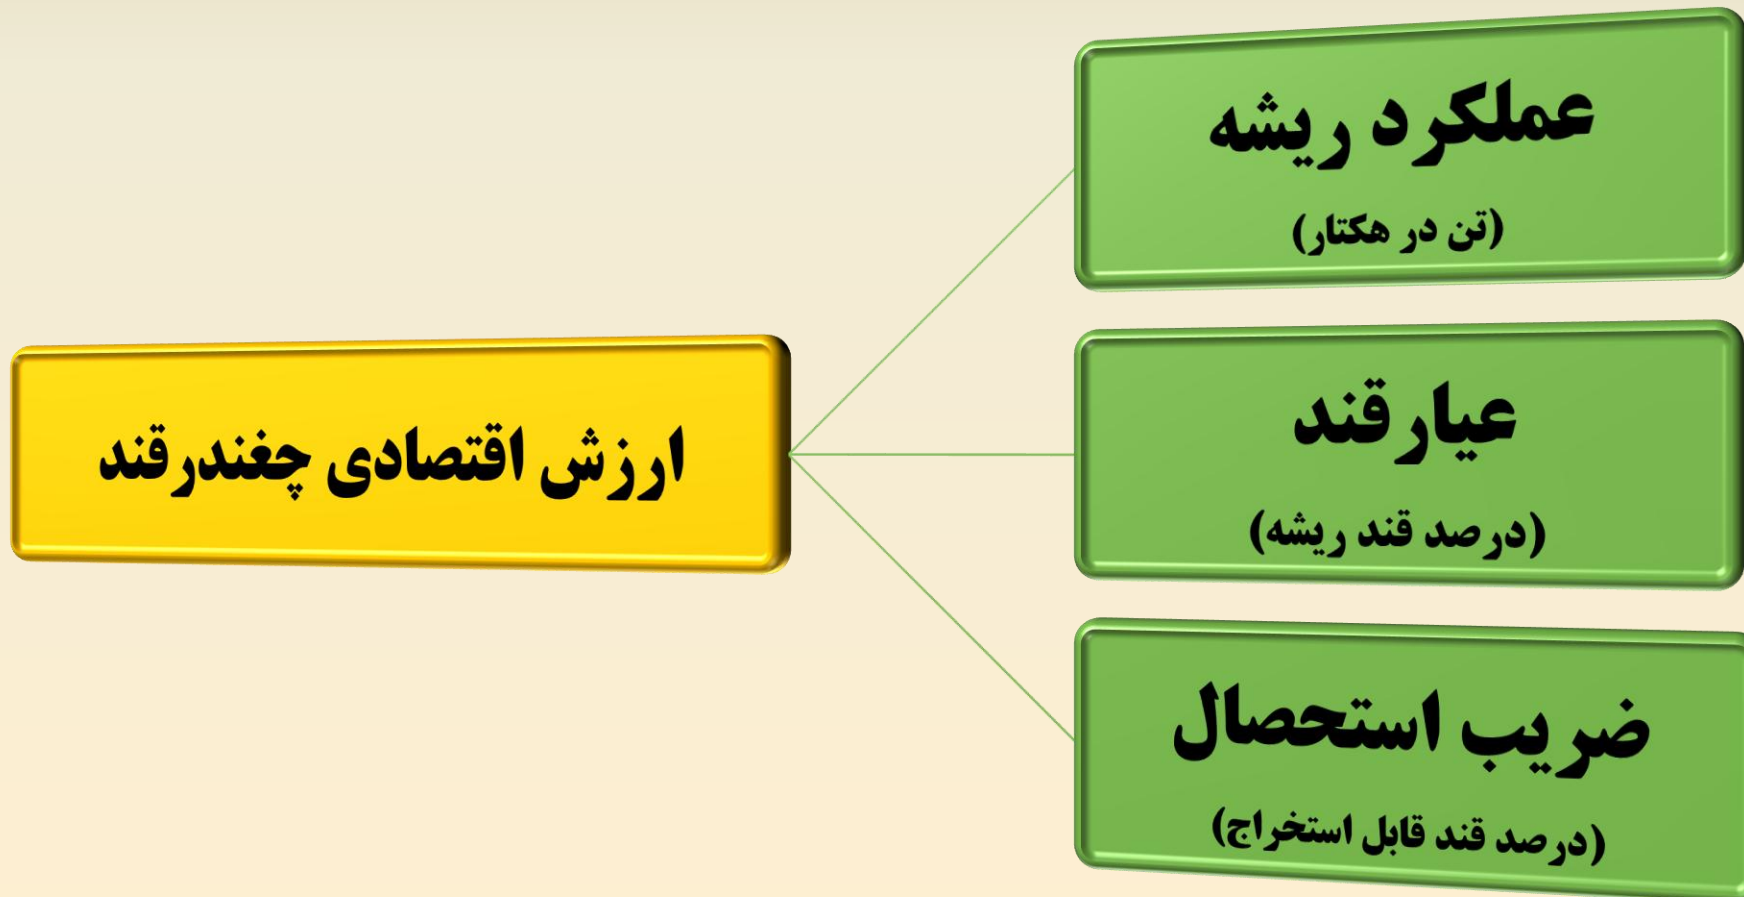 ارزش اقتصادی چغندرقند
عملکرد ریشه
(تن در هکتار)
عیارقند
(درصد قند ریشه)
ضریب استحصال
(درصد قند قابل استخراج)